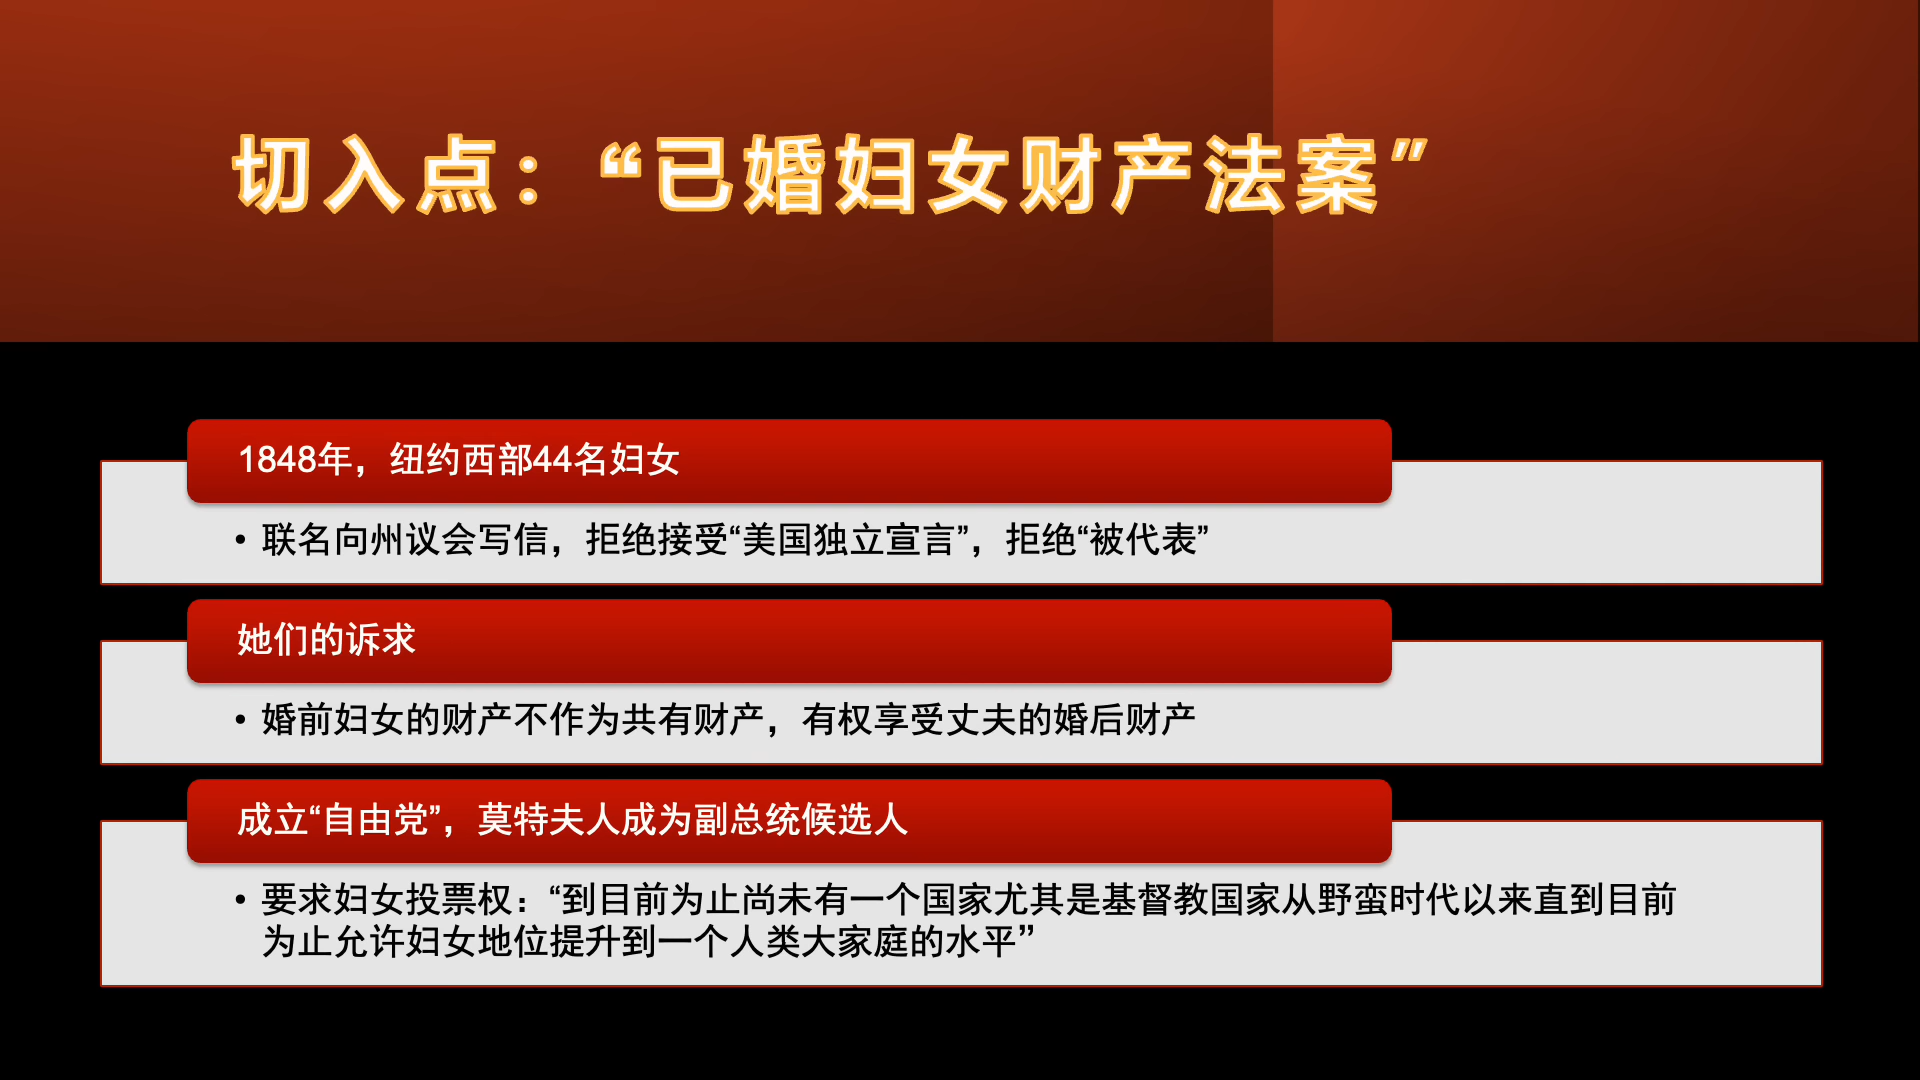 切入点：“已婚妇女财产法案”
1848年，纽约西部44名妇女
• 联名向州议会写信，拒绝接受“美国独立宣言”，拒绝“被代表”
她们的诉求
• 婚前妇女的财产不作为共有财产，有权享受丈夫的婚后财产
成立“自由党”，莫特夫人成为副总统候选人
• 要求妇女投票权：“到目前为止尚未有一个国家尤其是基督教国家从野蛮时代以来直到目前
为止允许妇女地位提升到一个人类大家庭的水平”